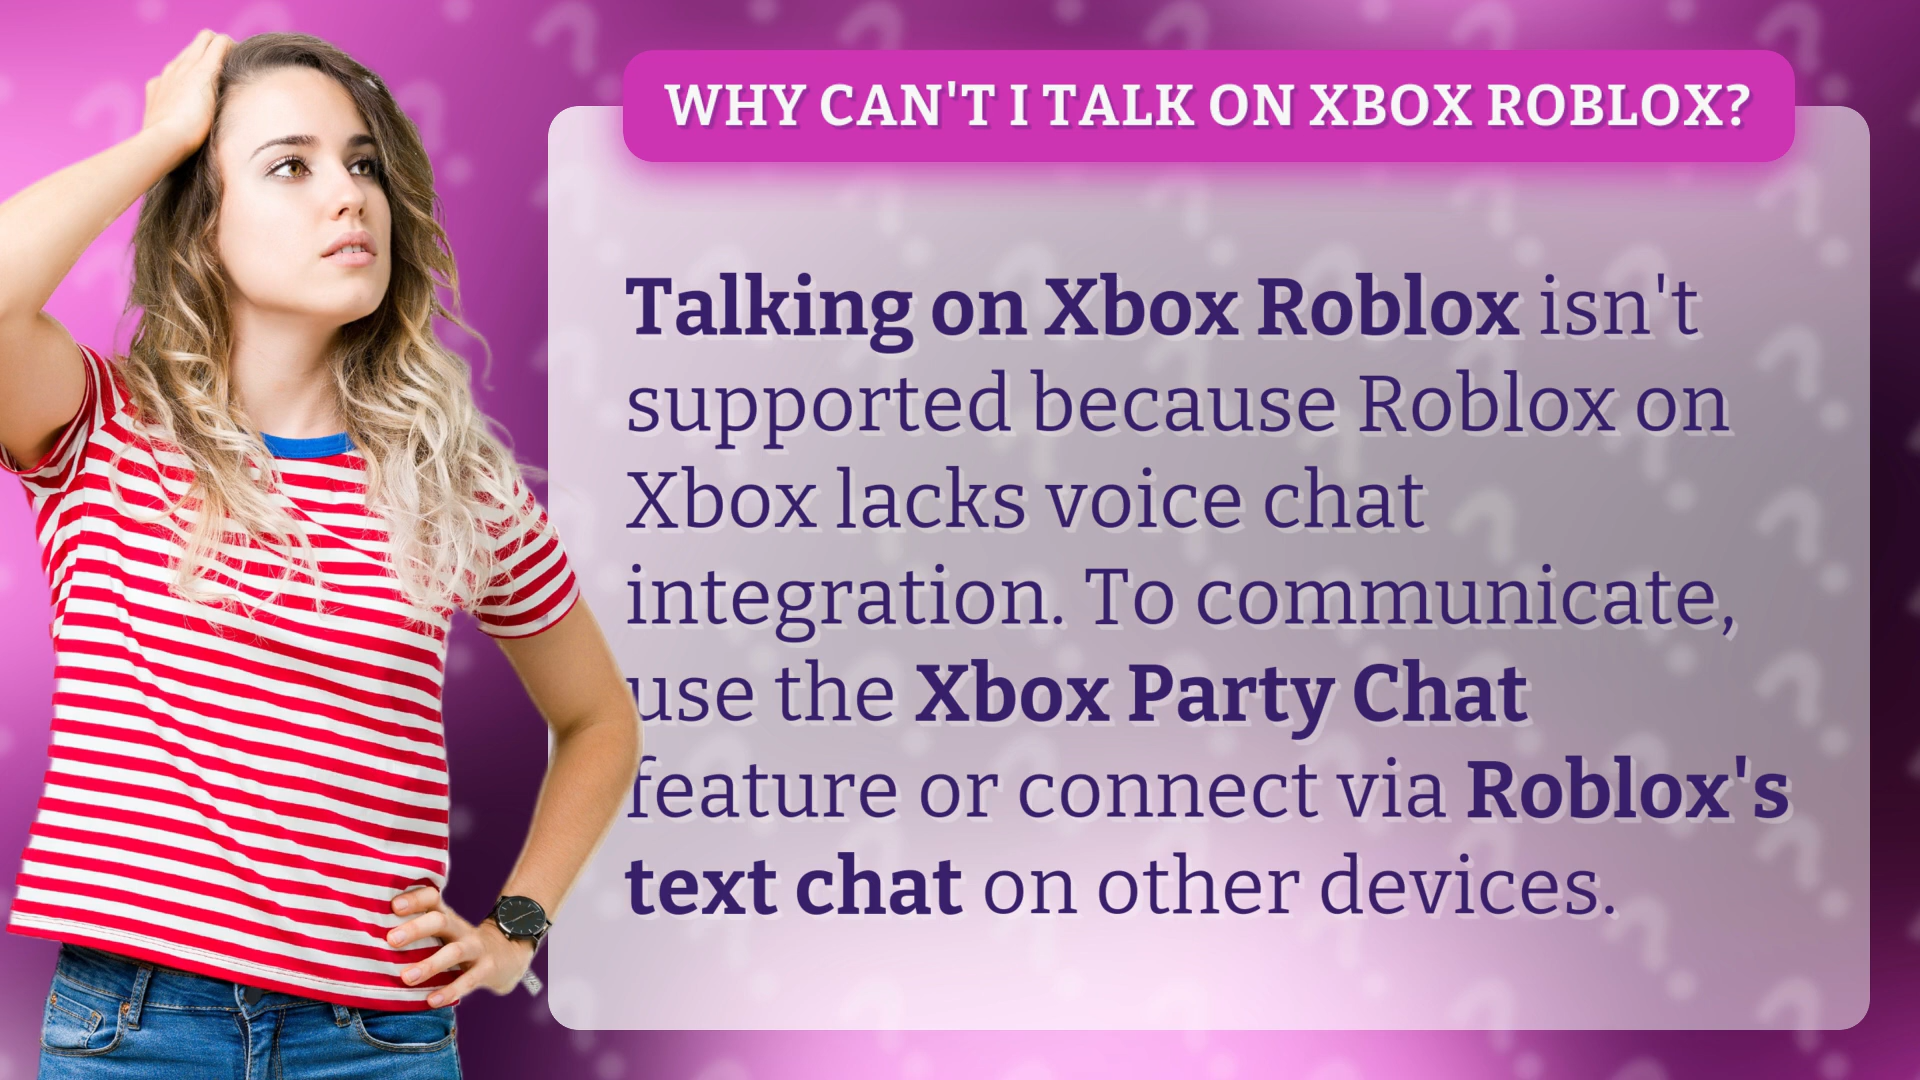 WHY CAN'T I TALK ON XBOX ROBLOX?
Talking on Xbox Roblox isn't
supported because Roblox on
Xbox lacks voice chat
integration. To communicate,
use the Xbox Party Chat
feature or connect via Roblox's
text chat on other devices.